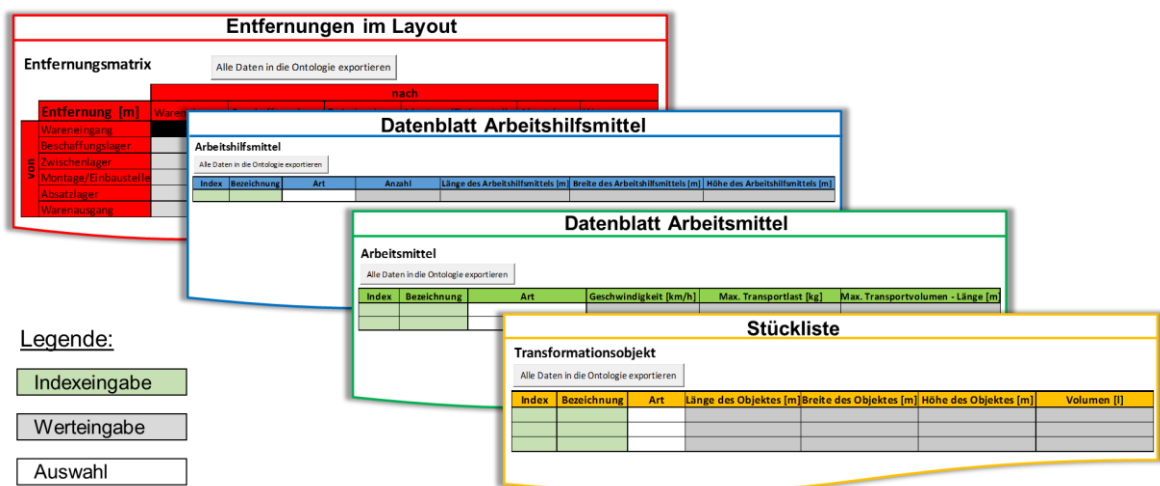 Entfernungen im Layout
Entfernungsmatrix
Alle Daten in die Ontologie exportieren
nach
Entfernung [m]
von
Wareneingang
Beschaffungslager
Zwischenlager
Montage/Einbaustelle
Absatzlager
Warenausgang
Datenblatt Arbeitshilfsmittel
Arbeitshilfsmittel
Alle Daten in die Ontologie exportieren
Index Bezeichnung Art Anzahl Länge des Arbeitshilfsmittels [m] Breite des Arbeitshilfsmittels [m] Höhe des Arbeitshilfsmittels [m]
Datenblatt Arbeitsmittel
Arbeitsmittel
Alle Daten in die Ontologie exportieren
Index Bezeichnung Art Geschwindigkeit [km/h] Max. Transportlast [kg] Max. Transportvolumen - Länge [m]
Stückliste
Transformationsobjekt
Alle Daten in die Ontologie exportieren
Index Bezeichnung Art Länge des Objektes [m] Breite des Objektes [m] Höhe des Objektes [m] Volumen [l]
Legende:
Indexeingabe
Werteingabe
Auswahl